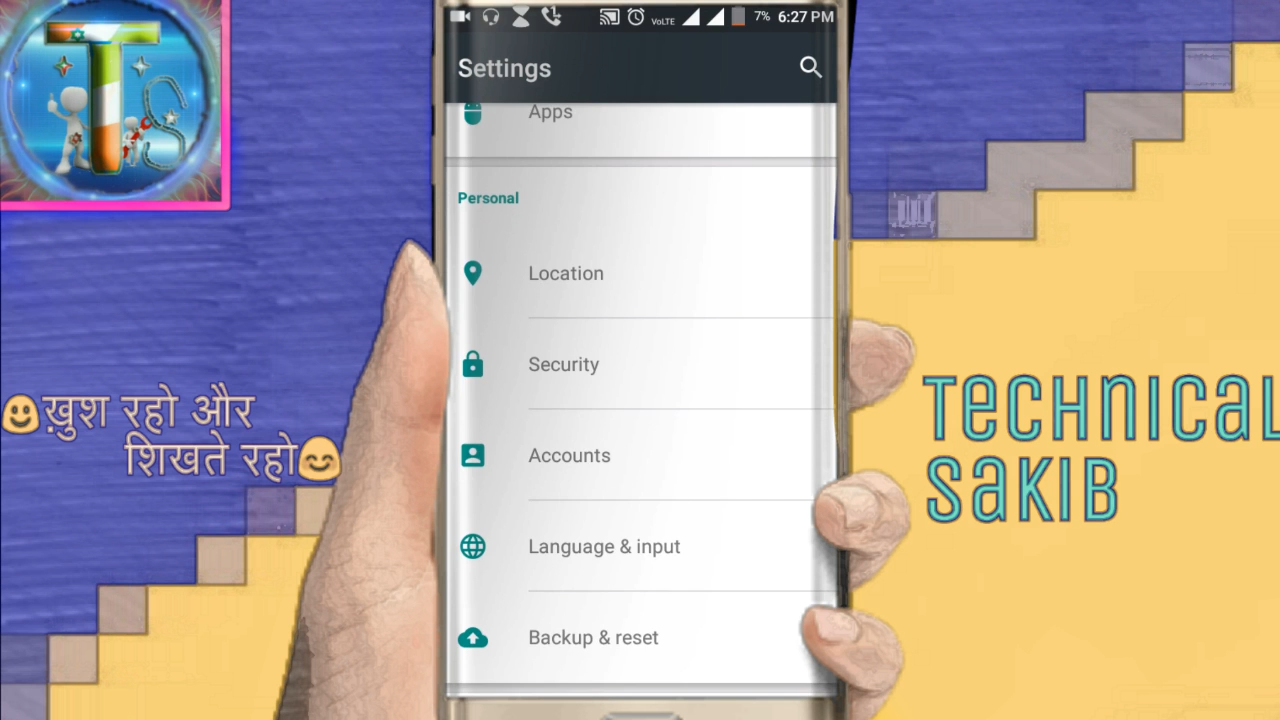 TS
VoLTE
7% 6:27 PM
Settings
Apps
Personal
Location
Security
Accounts
Language & input
Backup & reset
😀ख़ुश रहो और
शिखते रहो😊
TECHNICAL
SAKIB